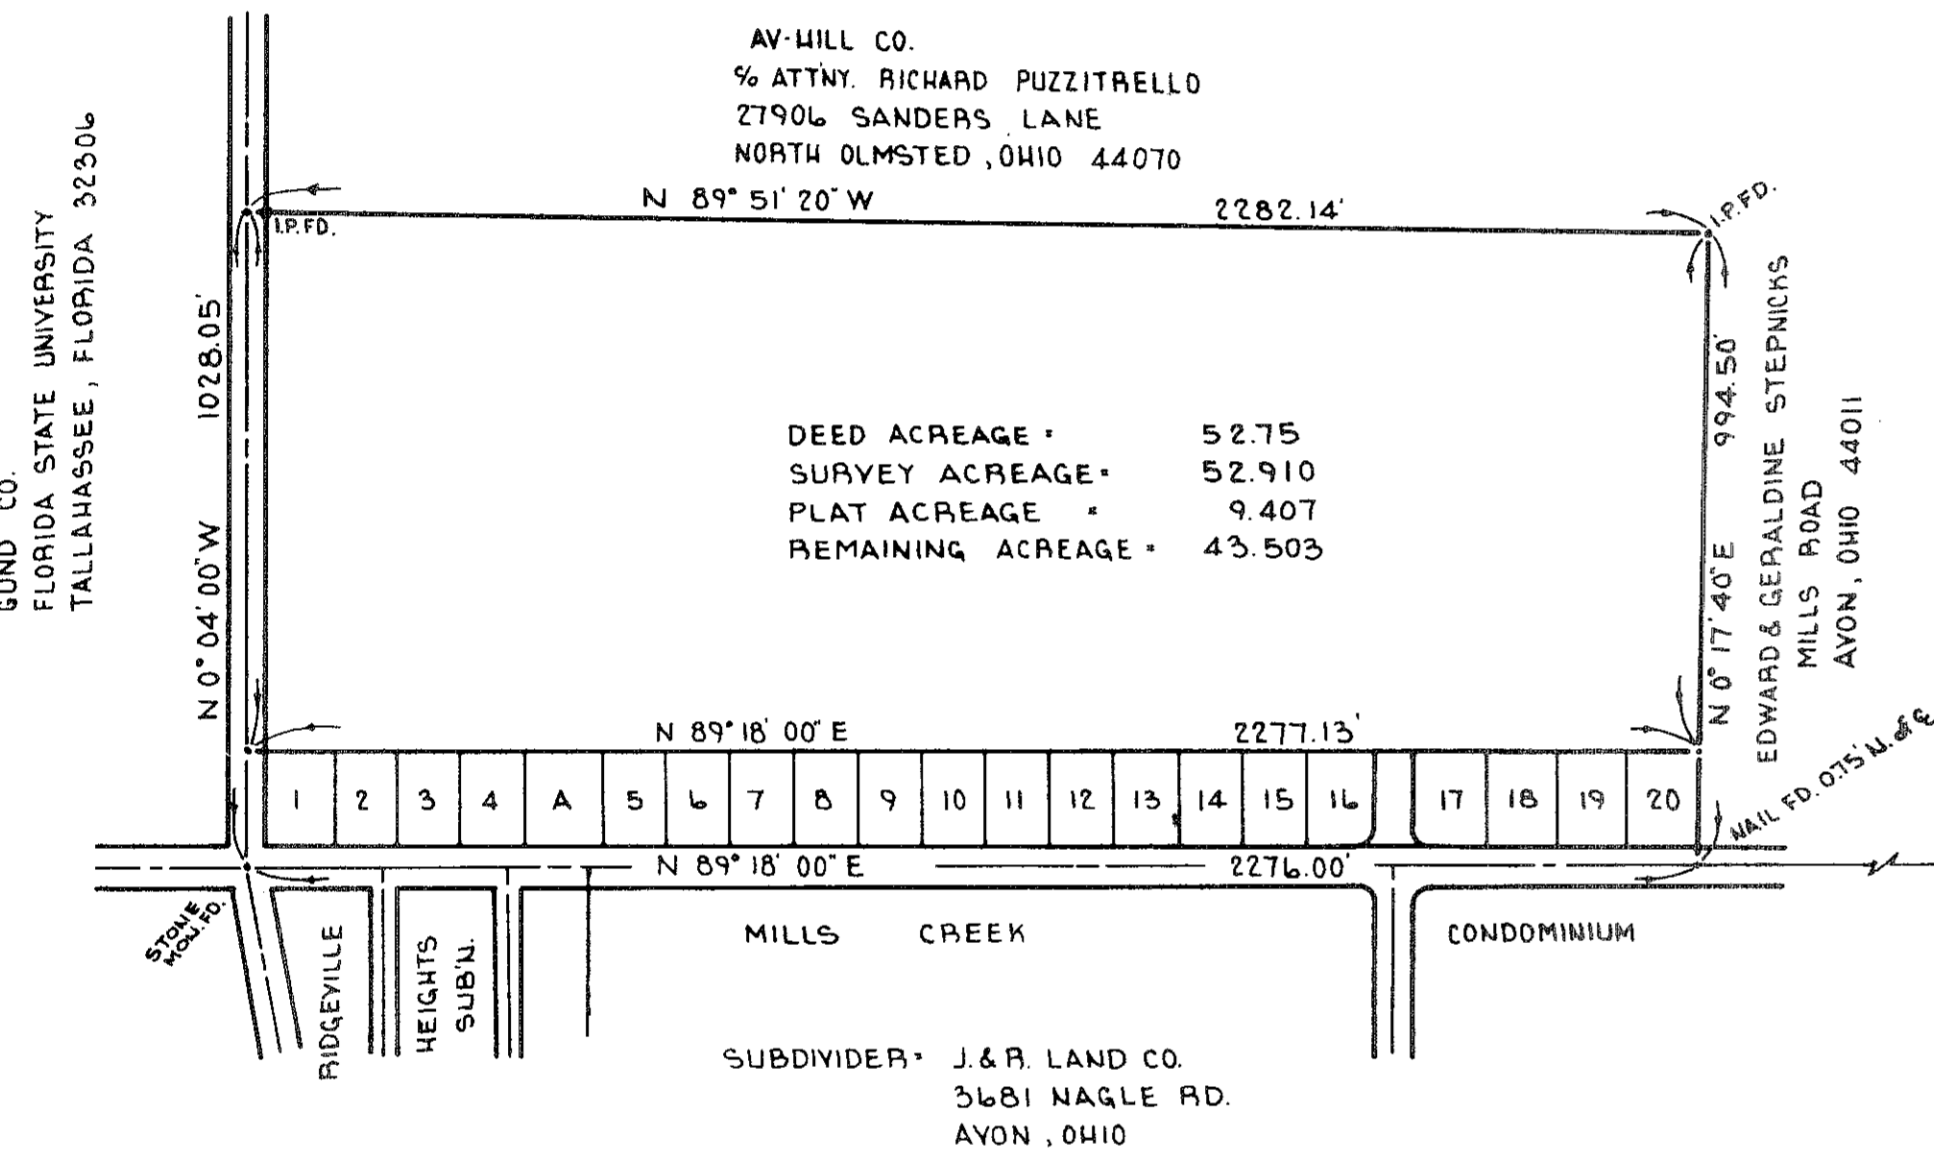 AV-HILL CO.
% ATT'NY. RICHARD PUZZITRELLO
27906 SANDERS LANE
NORTH OLMSTED, OHIO 44070
GUND CO.
FLORIDA STATE UNIVERSITY
TALLAHASSEE, FLORIDA 32306
N 89° 51' 20" W 2282.14'
I.P. FD.
I.P. FD.
N 0° 04' 00" W 1028.05'
DEED ACREAGE = 52.75
SURVEY ACREAGE = 52.910
PLAT ACREAGE = 9.407
REMAINING ACREAGE = 43.503
N 0° 17' 40" E 994.50'
EDWARD & GERALDINE STEPNICKS
MILLS ROAD
AVON, OHIO 44011
N 89° 18' 00" E 2277.13'
1 2 3 4 A 5 6 7 8 9 10 11 12 13 14 15 16 17 18 19 20
NAIL FD. 0.75' N. of ℄
N 89° 18' 00" E 2276.00'
STONE
MON. FD.
RIDGEVILLE
HEIGHTS
SUB'N.
MILLS CREEK CONDOMINIUM
SUBDIVIDER = J. & R. LAND CO.
3681 NAGLE RD.
AVON, OHIO